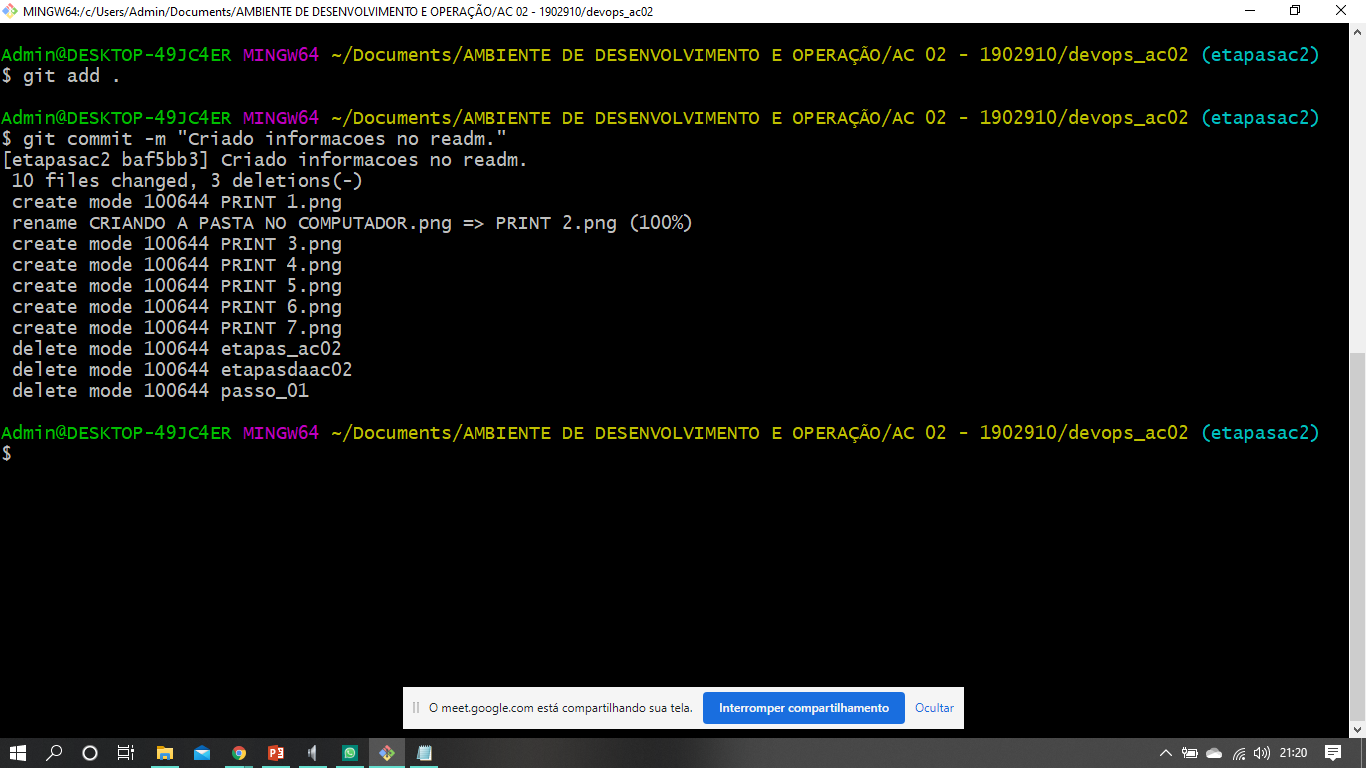 MINGW64:/c/Users/Admin/Documents/AMBIENTE DE DESENVOLVIMENTO E OPERAÇÃO/AC 02 - 1902910/devops_ac02
Admin@DESKTOP-49JC4ER MINGW64 ~/Documents/AMBIENTE DE DESENVOLVIMENTO E OPERAÇÃO/AC 02 - 1902910/devops_ac02 (etapasac2)
$ git add .
Admin@DESKTOP-49JC4ER MINGW64 ~/Documents/AMBIENTE DE DESENVOLVIMENTO E OPERAÇÃO/AC 02 - 1902910/devops_ac02 (etapasac2)
$ git commit -m "Criado informacoes no readm."
[etapasac2 baf5bb3] Criado informacoes no readm.
10 files changed, 3 deletions(-)
create mode 100644 PRINT 1.png
rename CRIANDO A PASTA NO COMPUTADOR.png => PRINT 2.png (100%)
create mode 100644 PRINT 3.png
create mode 100644 PRINT 4.png
create mode 100644 PRINT 5.png
create mode 100644 PRINT 6.png
create mode 100644 PRINT 7.png
delete mode 100644 etapas_ac02
delete mode 100644 etapasdaac02
delete mode 100644 passo_01
Admin@DESKTOP-49JC4ER MINGW64 ~/Documents/AMBIENTE DE DESENVOLVIMENTO E OPERAÇÃO/AC 02 - 1902910/devops_ac02 (etapasac2)
$
O meet.google.com está compartilhando sua tela. Interromper compartilhamento Ocultar
21:20